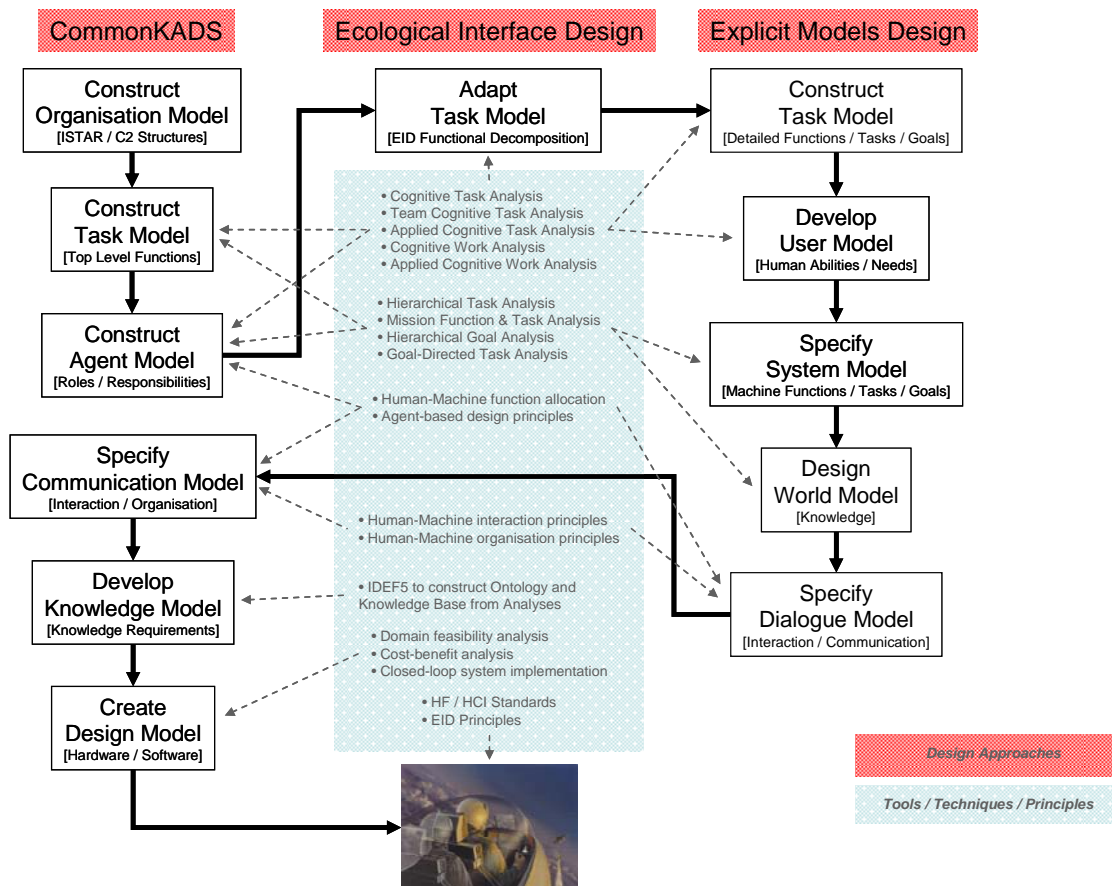 CommonKADS
Ecological Interface Design
Explicit Models Design
Construct
Organisation Model
[ISTAR / C2 Structures]
Adapt
Task Model
[EID Functional Decomposition]
Construct
Task Model
[Detailed Functions / Tasks / Goals]
Construct
Task Model
[Top Level Functions]
• Cognitive Task Analysis
• Team Cognitive Task Analysis
• Applied Cognitive Task Analysis
• Cognitive Work Analysis
• Applied Cognitive Work Analysis
Develop
User Model
[Human Abilities / Needs]
Construct
Agent Model
[Roles / Responsibilities]
• Hierarchical Task Analysis
• Mission Function & Task Analysis
• Hierarchical Goal Analysis
• Goal-Directed Task Analysis
Specify
System Model
[Machine Functions / Tasks / Goals]
• Human-Machine function allocation
• Agent-based design principles
Specify
Communication Model
[Interaction / Organisation]
Design
World Model
[Knowledge]
• Human-Machine interaction principles
• Human-Machine organisation principles
Develop
Knowledge Model
[Knowledge Requirements]
• IDEF5 to construct Ontology and
Knowledge Base from Analyses
Specify
Dialogue Model
[Interaction / Communication]
• Domain feasibility analysis
• Cost-benefit analysis
• Closed-loop system implementation
Create
Design Model
[Hardware / Software]
• HF / HCI Standards
• EID Principles
Design Approaches
Tools / Techniques / Principles